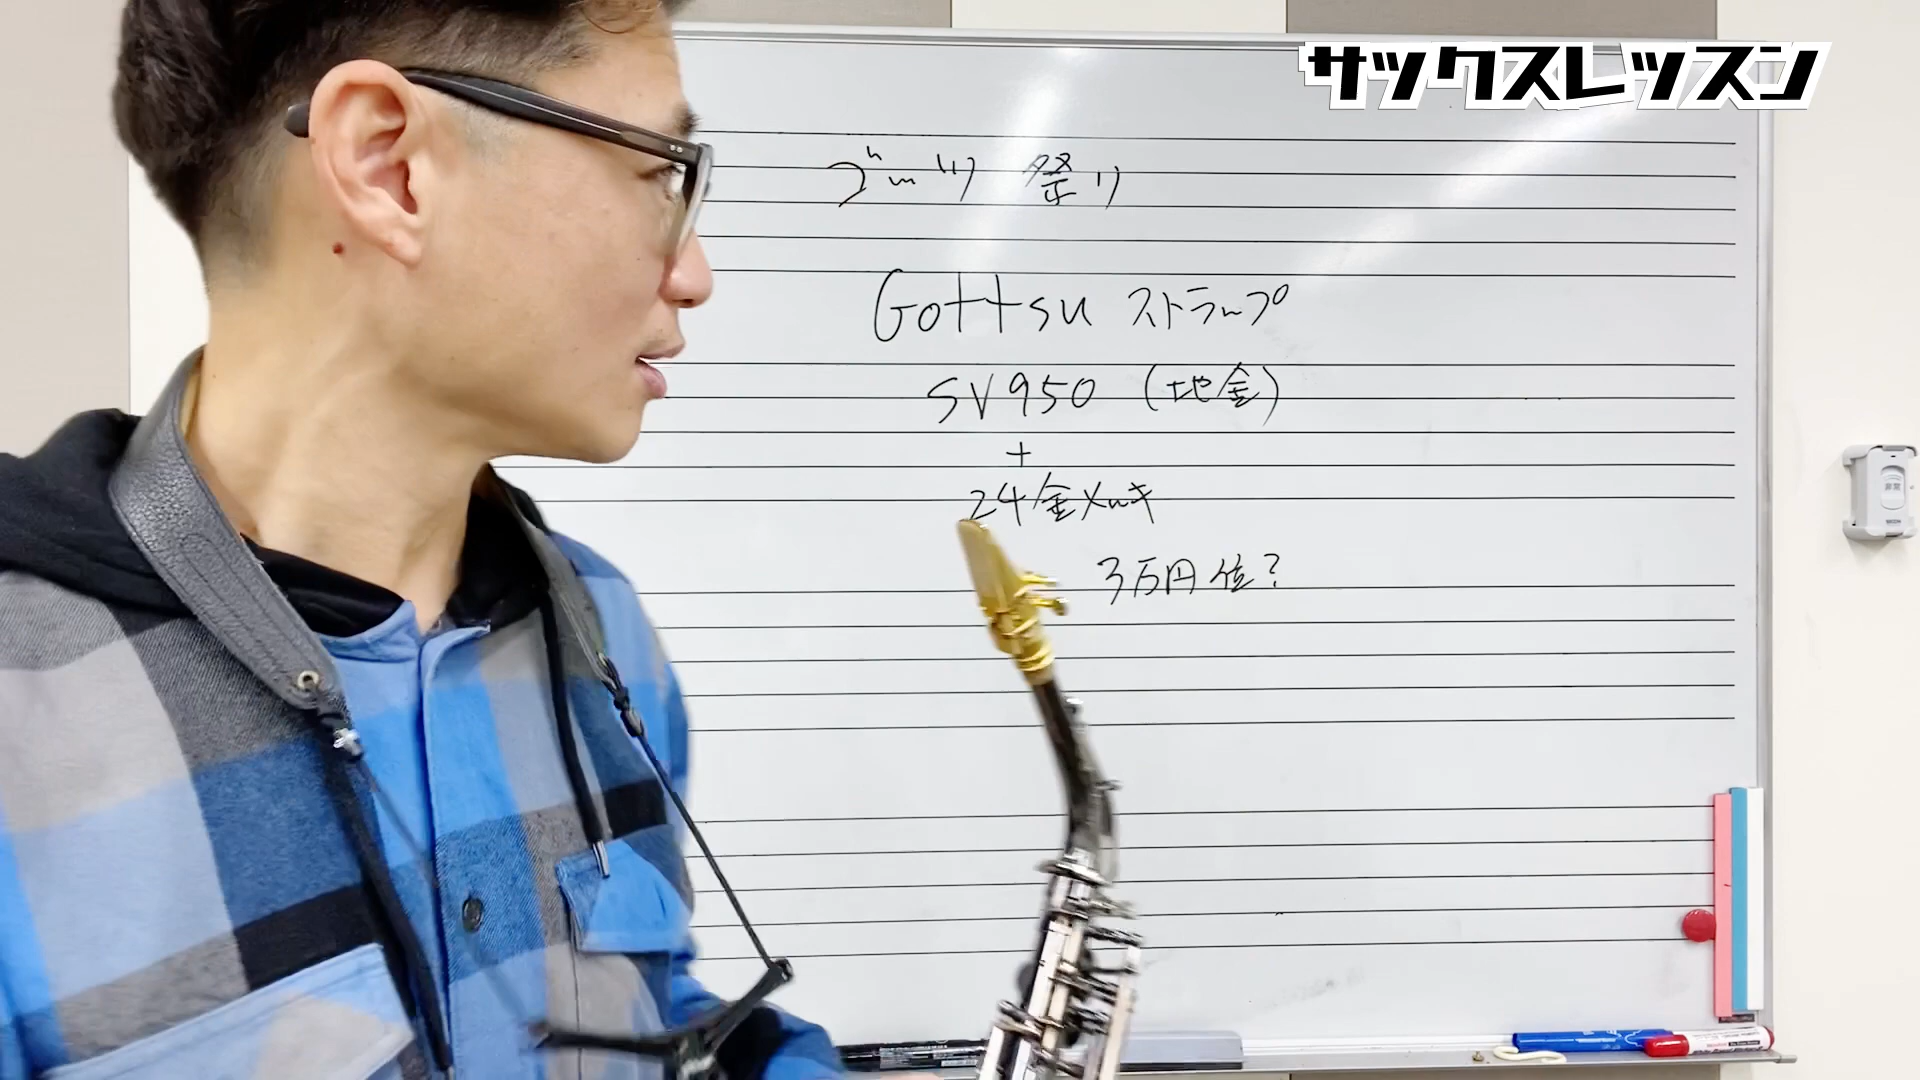 サックスレッスン
ゴッツ 祭り
Gottsu ストラップ
SV950 (地金)
+
24金メッキ
3万円位?